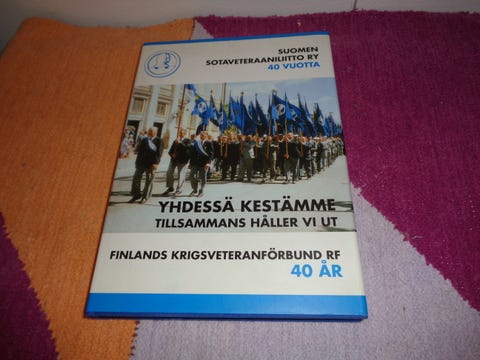 SUOMEN
SOTAVETERAANILIITTO RY
40 VUOTTA
YHDESSÄ KESTÄMME
TILLSAMMANS HÅLLER VI UT
FINLANDS KRIGSVETERANFÖRBUND RF
40 ÅR